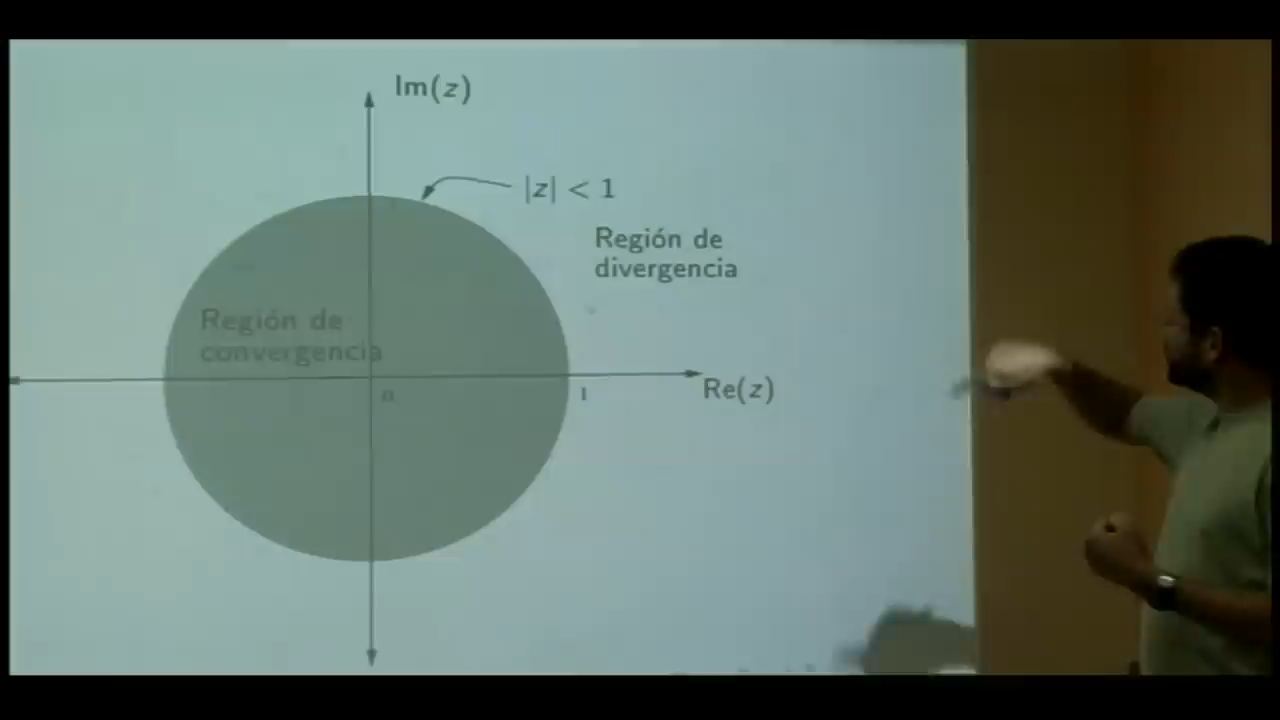 Im(z)
|z| < 1
Región de
divergencia
Región de
convergencia
0
1
Re(z)